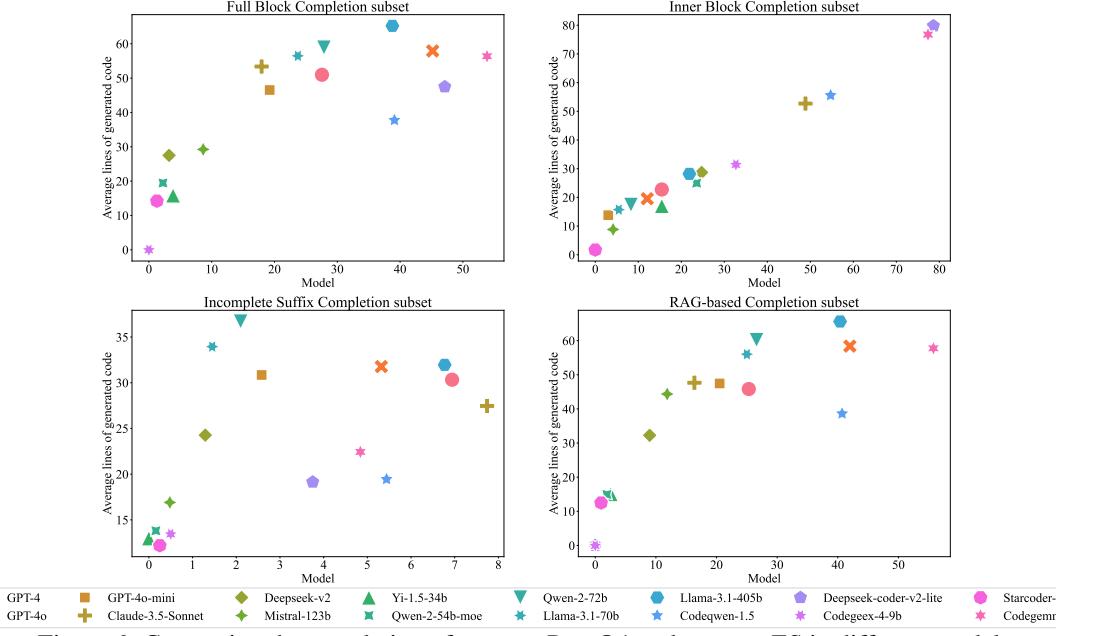 Full Block Completion subset
Inner Block Completion subset
Average lines of generated code
60
50
40
30
20
10
0
0 10 20 30 40 50
Model
Average lines of generated code
80
70
60
50
40
30
20
10
0
0 10 20 30 40 50 60 70 80
Model
Incomplete Suffix Completion subset
RAG-based Completion subset
Average lines of generated code
35
30
25
20
15
0 1 2 3 4 5 6 7 8
Model
Average lines of generated code
60
50
40
30
20
10
0
0 10 20 30 40 50
Model
GPT-4 GPT-4o-mini Deepseek-v2 Yi-1.5-34b Qwen-2-72b Llama-3.1-405b Deepseek-coder-v2-lite Starcoder-
GPT-4o Claude-3.5-Sonnet Mistral-123b Qwen-2-54b-moe Llama-3.1-70b Codeqwen-1.5 Codegeex-4-9b Codegemm